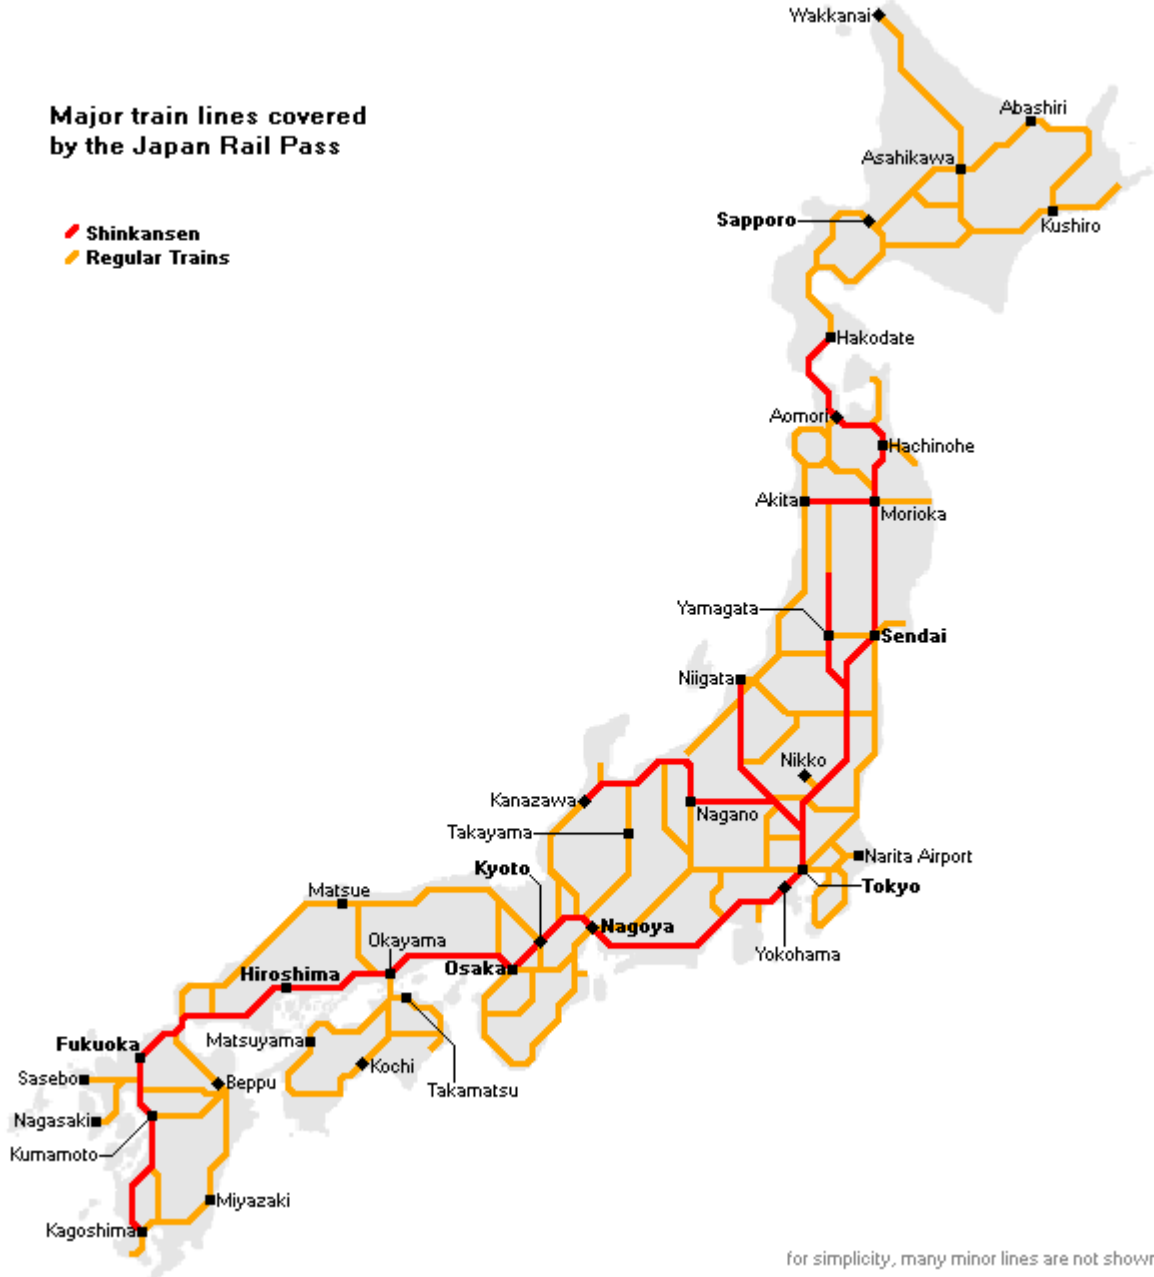 Wakkanai
Major train lines covered
by the Japan Rail Pass
Abashiri
Asahikawa
Shinkansen
Regular Trains
Sapporo
Kushiro
Hakodate
Aomori
Hachinohe
Akita
Morioka
Yamagata
Sendai
Niigata
Nikko
Kanazawa
Nagano
Takayama
Narita Airport
Kyoto
Tokyo
Matsue
Nagoya
Okayama
Yokohama
Osaka
Hiroshima
Fukuoka
Matsuyama
Kochi
Sasebo
Beppu
Takamatsu
Nagasaki
Kumamoto
Miyazaki
Kagoshima
for simplicity, many minor lines are not shown